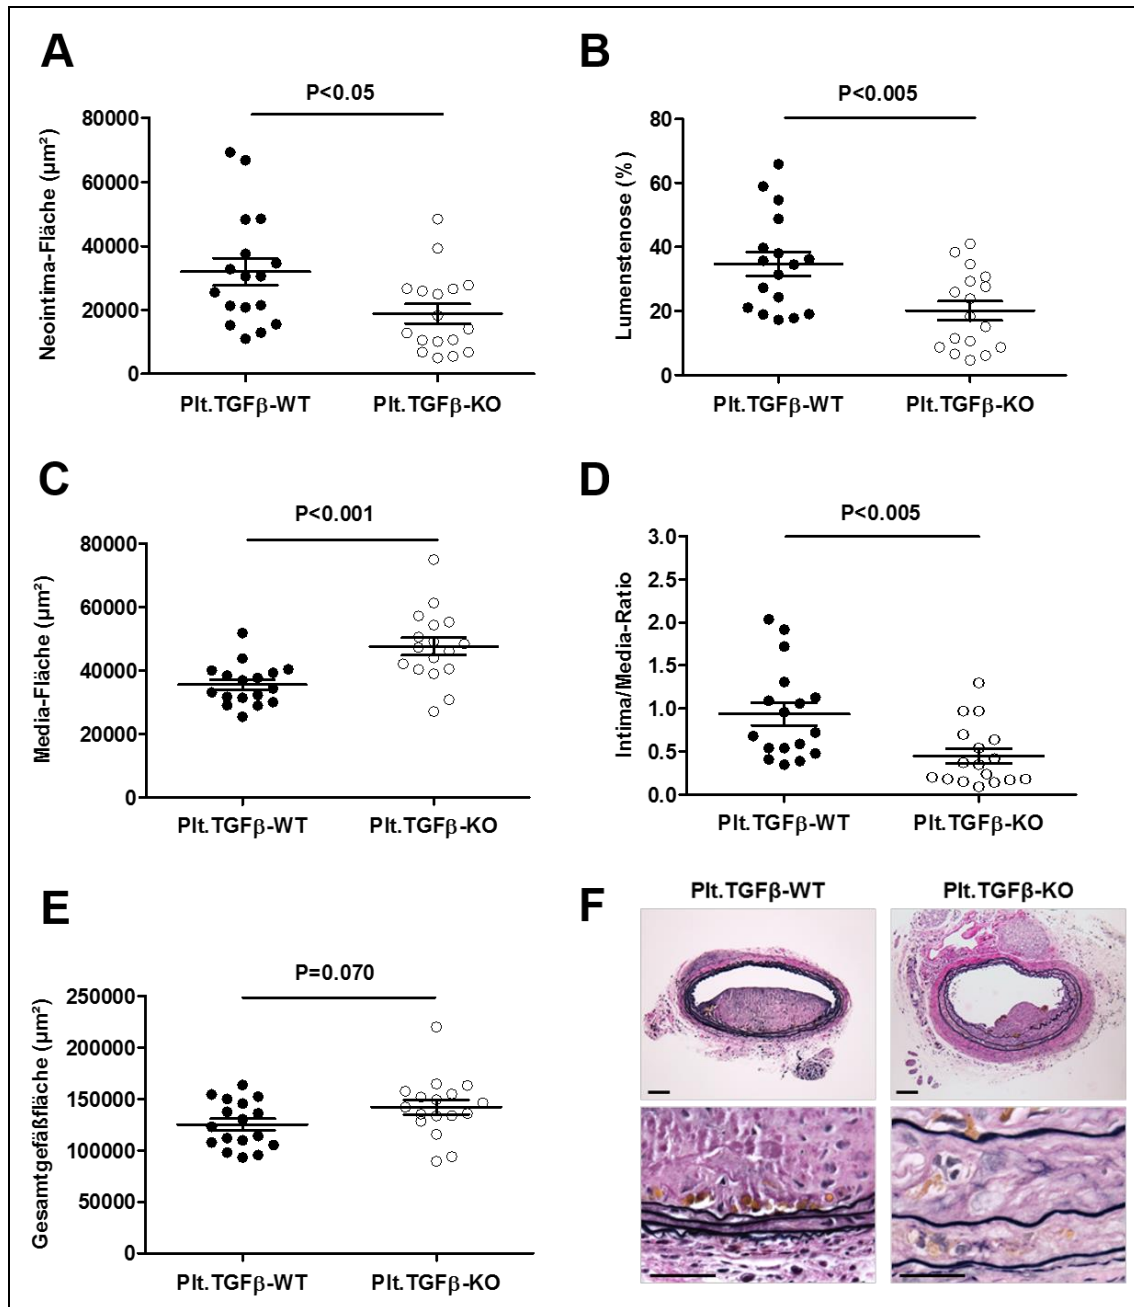 A
P<0.05
Neointima-Fläche (µm²)
80000
60000
40000
20000
0
Plt.TGFβ-WT
Plt.TGFβ-KO
B
P<0.005
Lumenstenose (%)
80
60
40
20
0
Plt.TGFβ-WT
Plt.TGFβ-KO
C
P<0.001
Media-Fläche (µm²)
80000
60000
40000
20000
0
Plt.TGFβ-WT
Plt.TGFβ-KO
D
P<0.005
Intima/Media-Ratio
3.0
2.5
2.0
1.5
1.0
0.5
0.0
Plt.TGFβ-WT
Plt.TGFβ-KO
E
P=0.070
Gesamtgefäßfläche (µm²)
250000
200000
150000
100000
50000
0
Plt.TGFβ-WT
Plt.TGFβ-KO
F
Plt.TGFβ-WT
Plt.TGFβ-KO